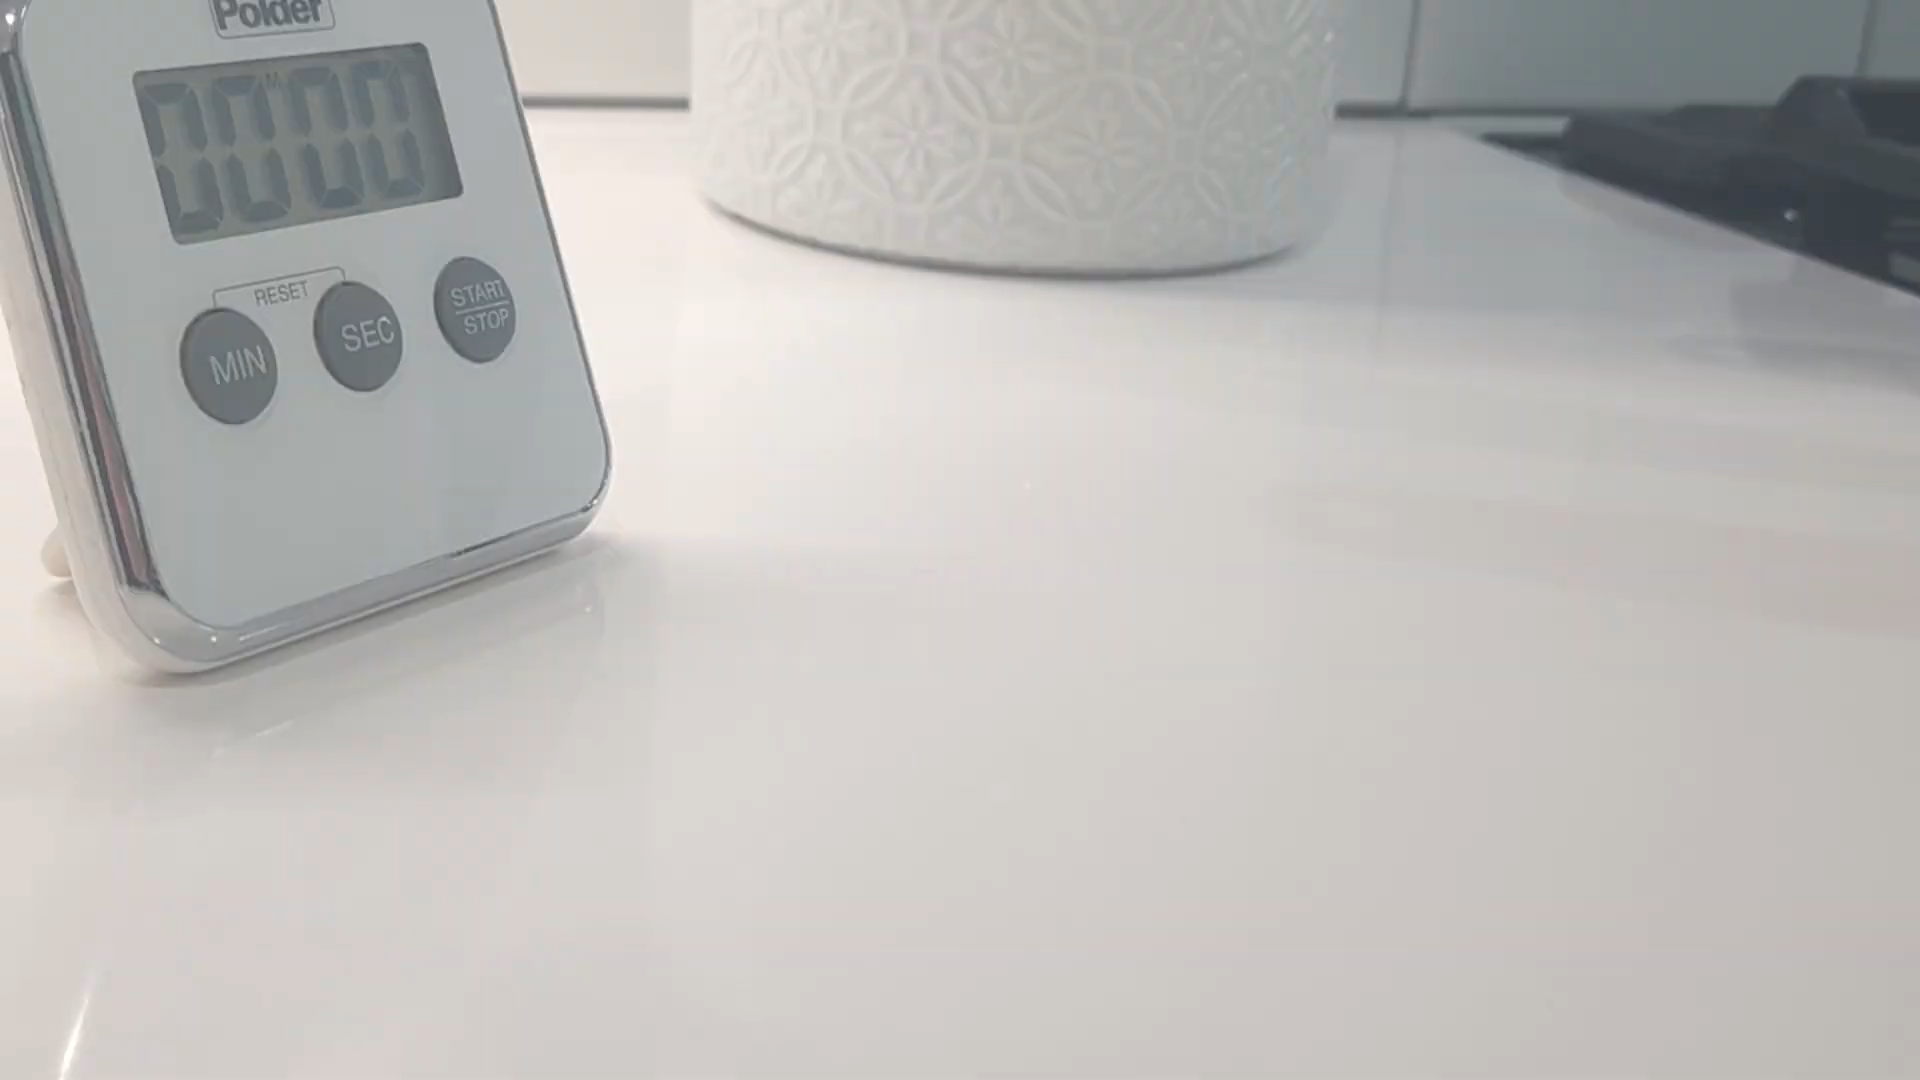 Polder
M
00 00
RESET
MIN
SEC
START
STOP